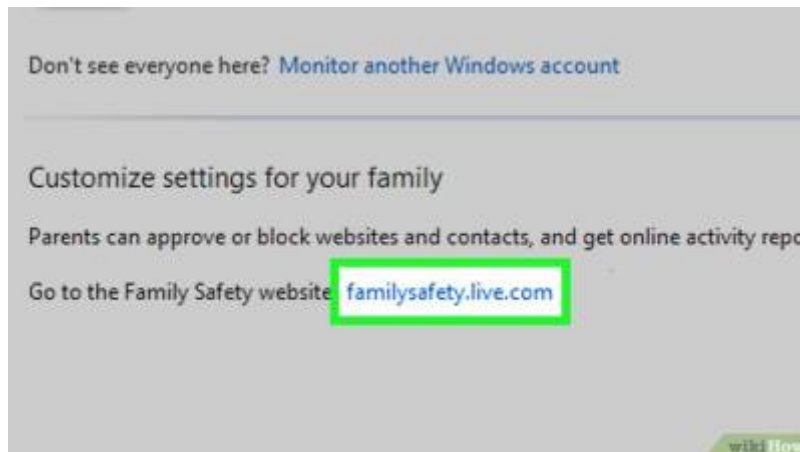 Don't see everyone here? Monitor another Windows account
Customize settings for your family
Parents can approve or block websites and contacts, and get online activity repo
Go to the Family Safety website familysafety.live.com
wikiHow